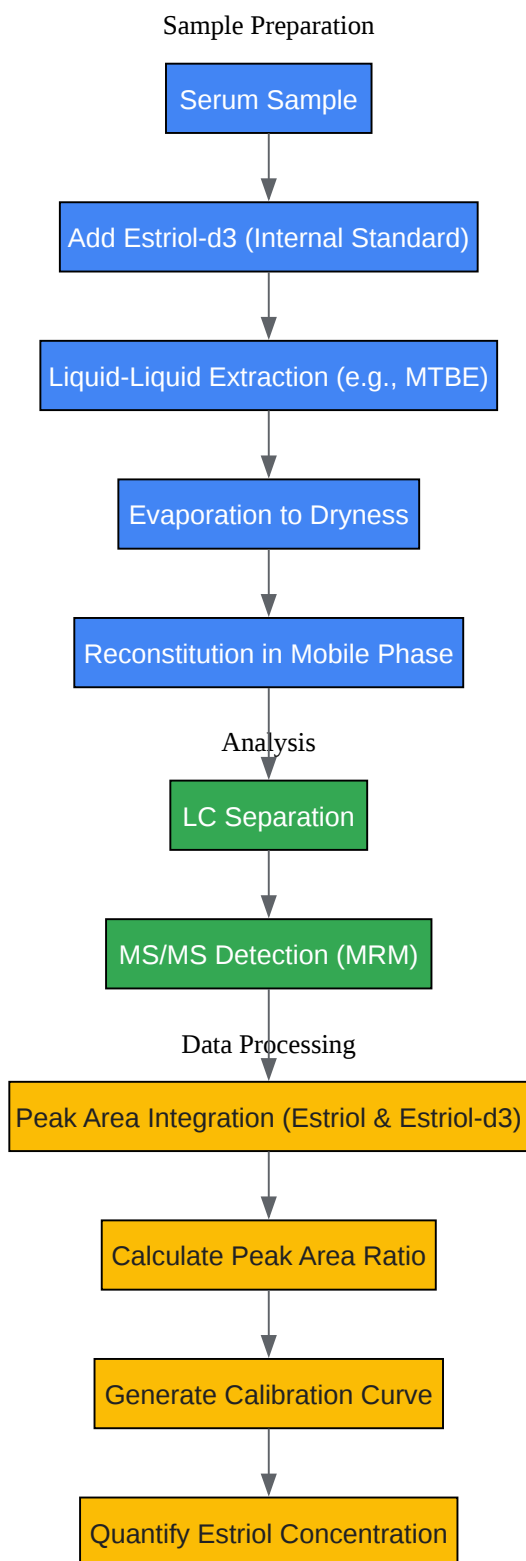 Sample Preparation
Serum Sample
Add Estriol-d3 (Internal Standard)
Liquid-Liquid Extraction (e.g., MTBE)
Evaporation to Dryness
Reconstitution in Mobile Phase
Analysis
LC Separation
MS/MS Detection (MRM)
Data Processing
Peak Area Integration (Estriol & Estriol-d3)
Calculate Peak Area Ratio
Generate Calibration Curve
Quantify Estriol Concentration